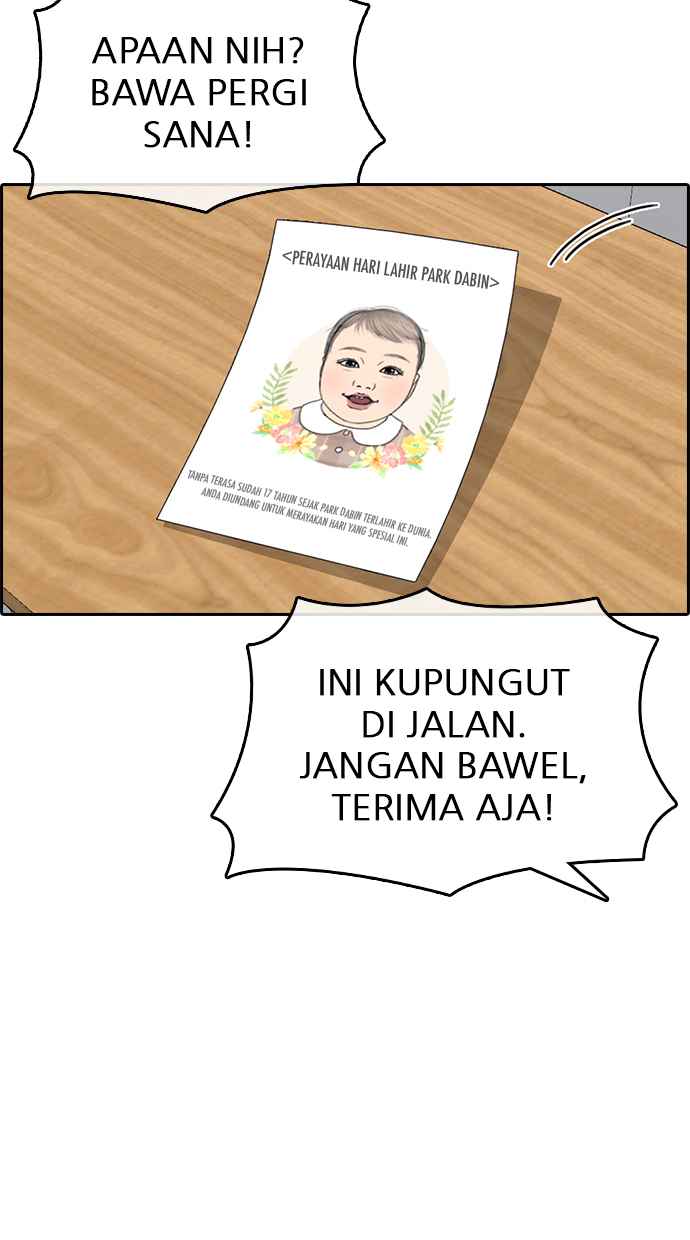 APAAN NIH?
BAWA PERGI
SANA!
<PERAYAAN HARI LAHIR PARK DABIN>
TANPA TERASA SUDAH 17 TAHUN SEJAK PARK DABIN TERLAHIR KE DUNIA.
ANDA DIUNDANG UNTUK MERAYAKAN HARI YANG SPESIAL INI.
INI KUPUNGUT
DI JALAN.
JANGAN BAWEL,
TERIMA AJA!